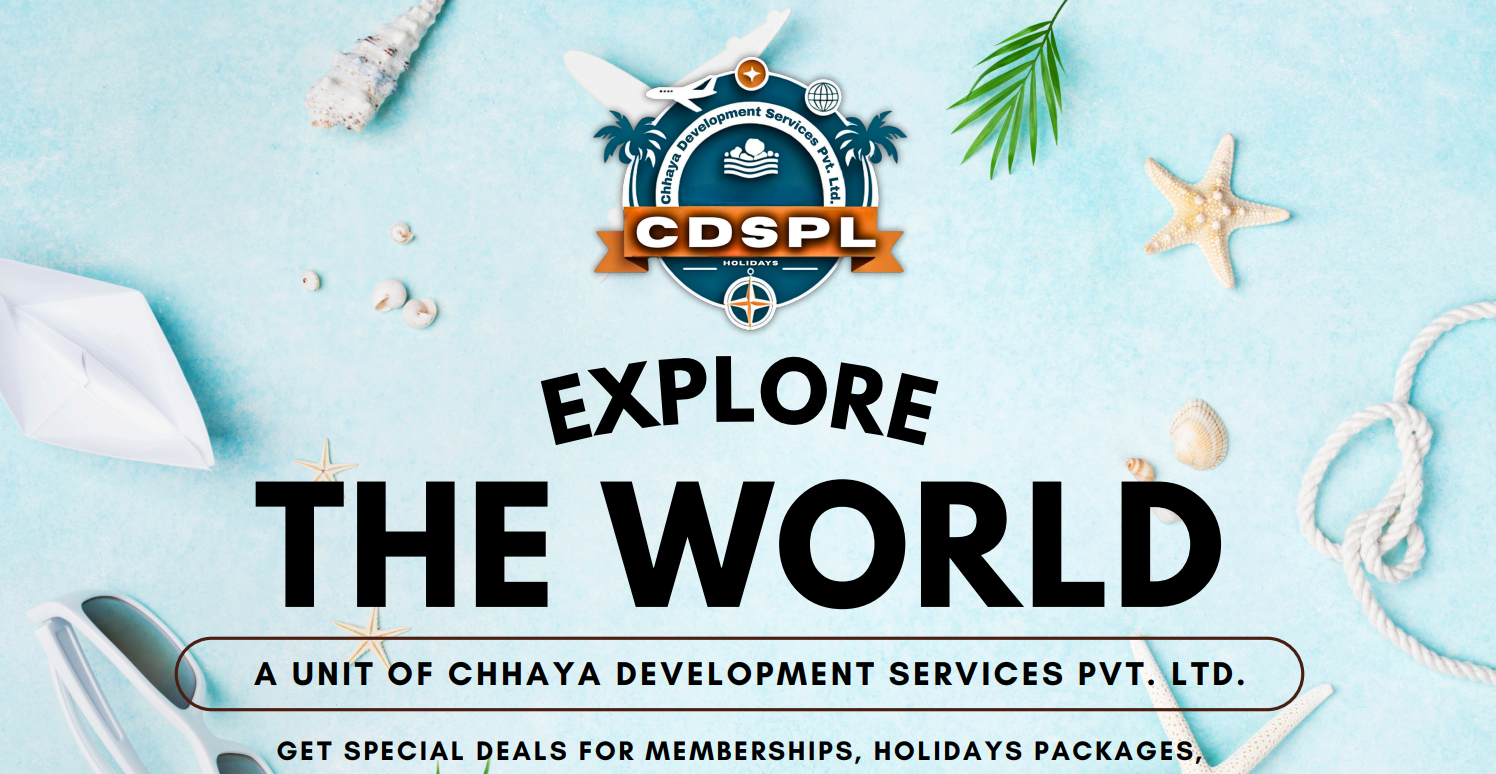 Chhaya Development Services Pvt. Ltd.
CDSPL
HOLIDAYS
EXPLORE
THE WORLD
A UNIT OF CHHAYA DEVELOPMENT SERVICES PVT. LTD.
GET SPECIAL DEALS FOR MEMBERSHIPS, HOLIDAYS PACKAGES,